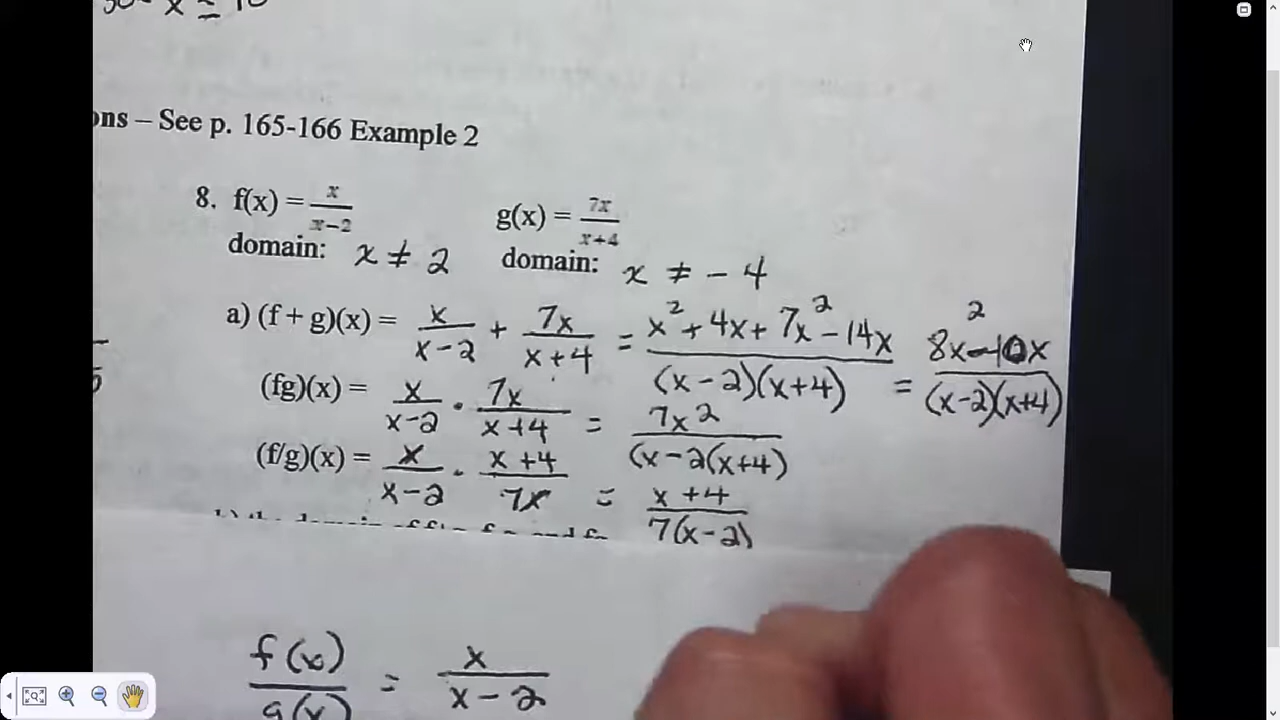 x = 10
ons – See p. 165-166 Example 2
8. f(x) = x/(x−2) g(x) = 7x/(x+4)
domain: x ≠ 2 domain: x ≠ −4
a) (f + g)(x) = x/(x−2) + 7x/(x+4) = (x² + 4x + 7x² − 14x)/((x−2)(x+4)) = (8x² − 10x)/((x−2)(x+4))
(fg)(x) = x/(x−2) · 7x/(x+4) = 7x²/((x−2(x+4))
(f/g)(x) = x/(x−2) · (x+4)/7x = (x+4)/(7(x−2))
f(x)/g(x) = x/(x−2)